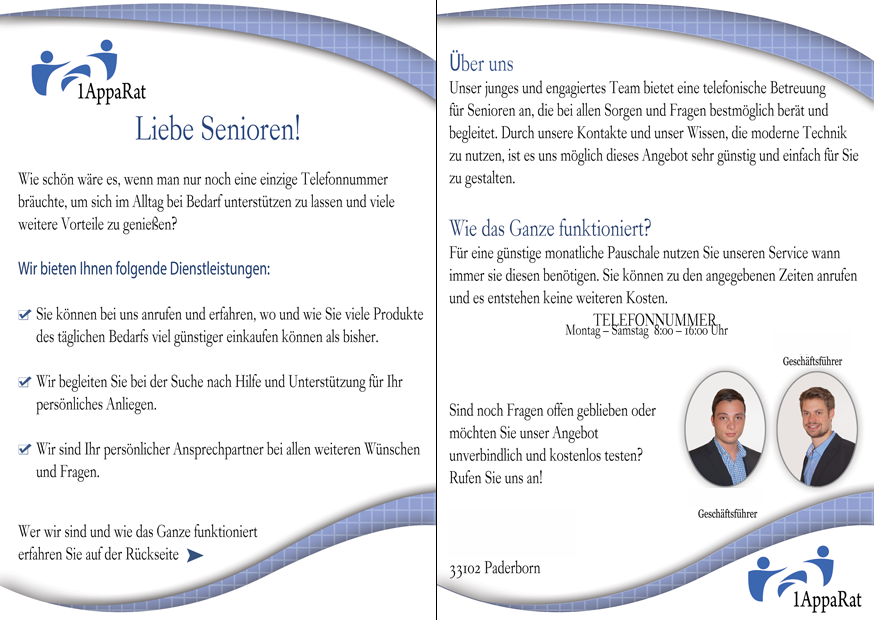 1AppaRat
Liebe Senioren!
Wie schön wäre es, wenn man nur noch eine einzige Telefonnummer
bräuchte, um sich im Alltag bei Bedarf unterstützen zu lassen und viele
weitere Vorteile zu genießen?
Wir bieten Ihnen folgende Dienstleistungen:
Sie können bei uns anrufen und erfahren, wo und wie Sie viele Produkte
des täglichen Bedarfs viel günstiger einkaufen können als bisher.
Wir begleiten Sie bei der Suche nach Hilfe und Unterstützung für Ihr
persönliches Anliegen.
Wir sind Ihr persönlicher Ansprechpartner bei allen weiteren Wünschen
und Fragen.
Wer wir sind und wie das Ganze funktioniert
erfahren Sie auf der Rückseite
Über uns
Unser junges und engagiertes Team bietet eine telefonische Betreuung
für Senioren an, die bei allen Sorgen und Fragen bestmöglich berät und
begleitet. Durch unsere Kontakte und unser Wissen, die moderne Technik
zu nutzen, ist es uns möglich dieses Angebot sehr günstig und einfach für Sie
zu gestalten.
Wie das Ganze funktioniert?
Für eine günstige monatliche Pauschale nutzen Sie unseren Service wann
immer sie diesen benötigen. Sie können zu den angegebenen Zeiten anrufen
und es entstehen keine weiteren Kosten.
TELEFONNUMMER
Montag – Samstag 8:00 – 16:00 Uhr
Geschäftsführer
Sind noch Fragen offen geblieben oder
möchten Sie unser Angebot
unverbindlich und kostenlos testen?
Rufen Sie uns an!
Geschäftsführer
33102 Paderborn
1AppaRat